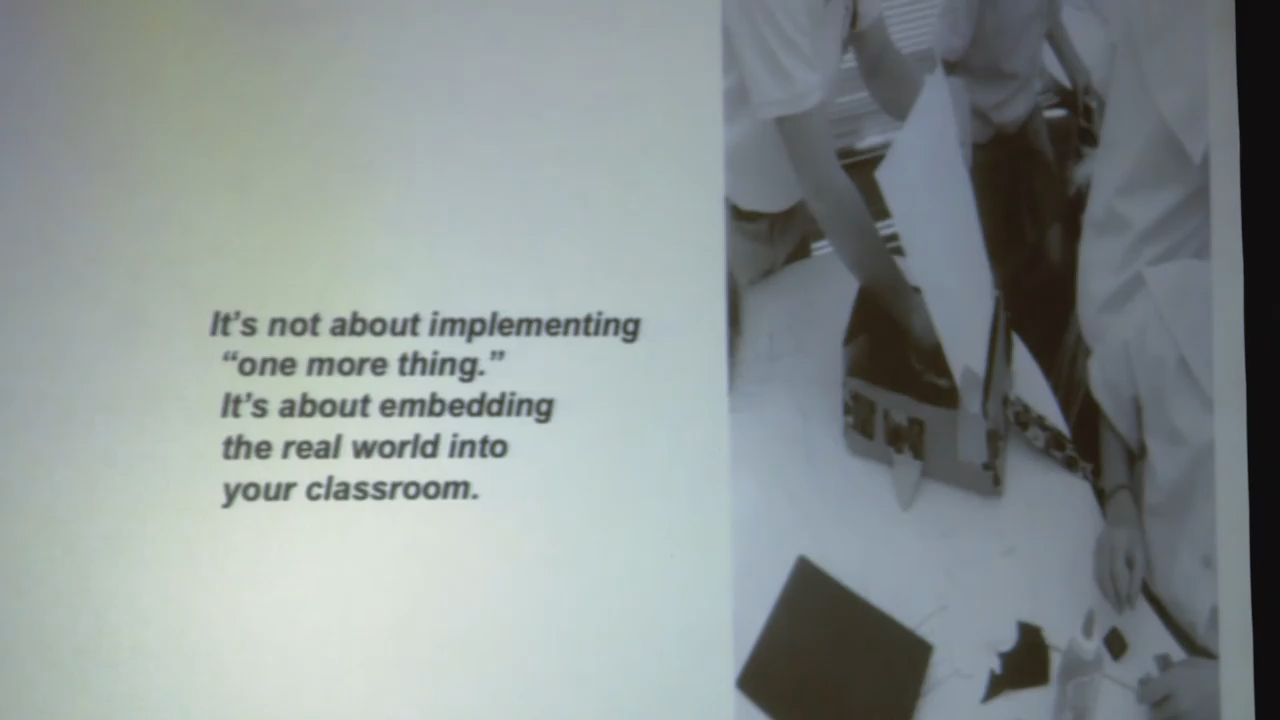 It's not about implementing
“one more thing.”
It's about embedding
the real world into
your classroom.